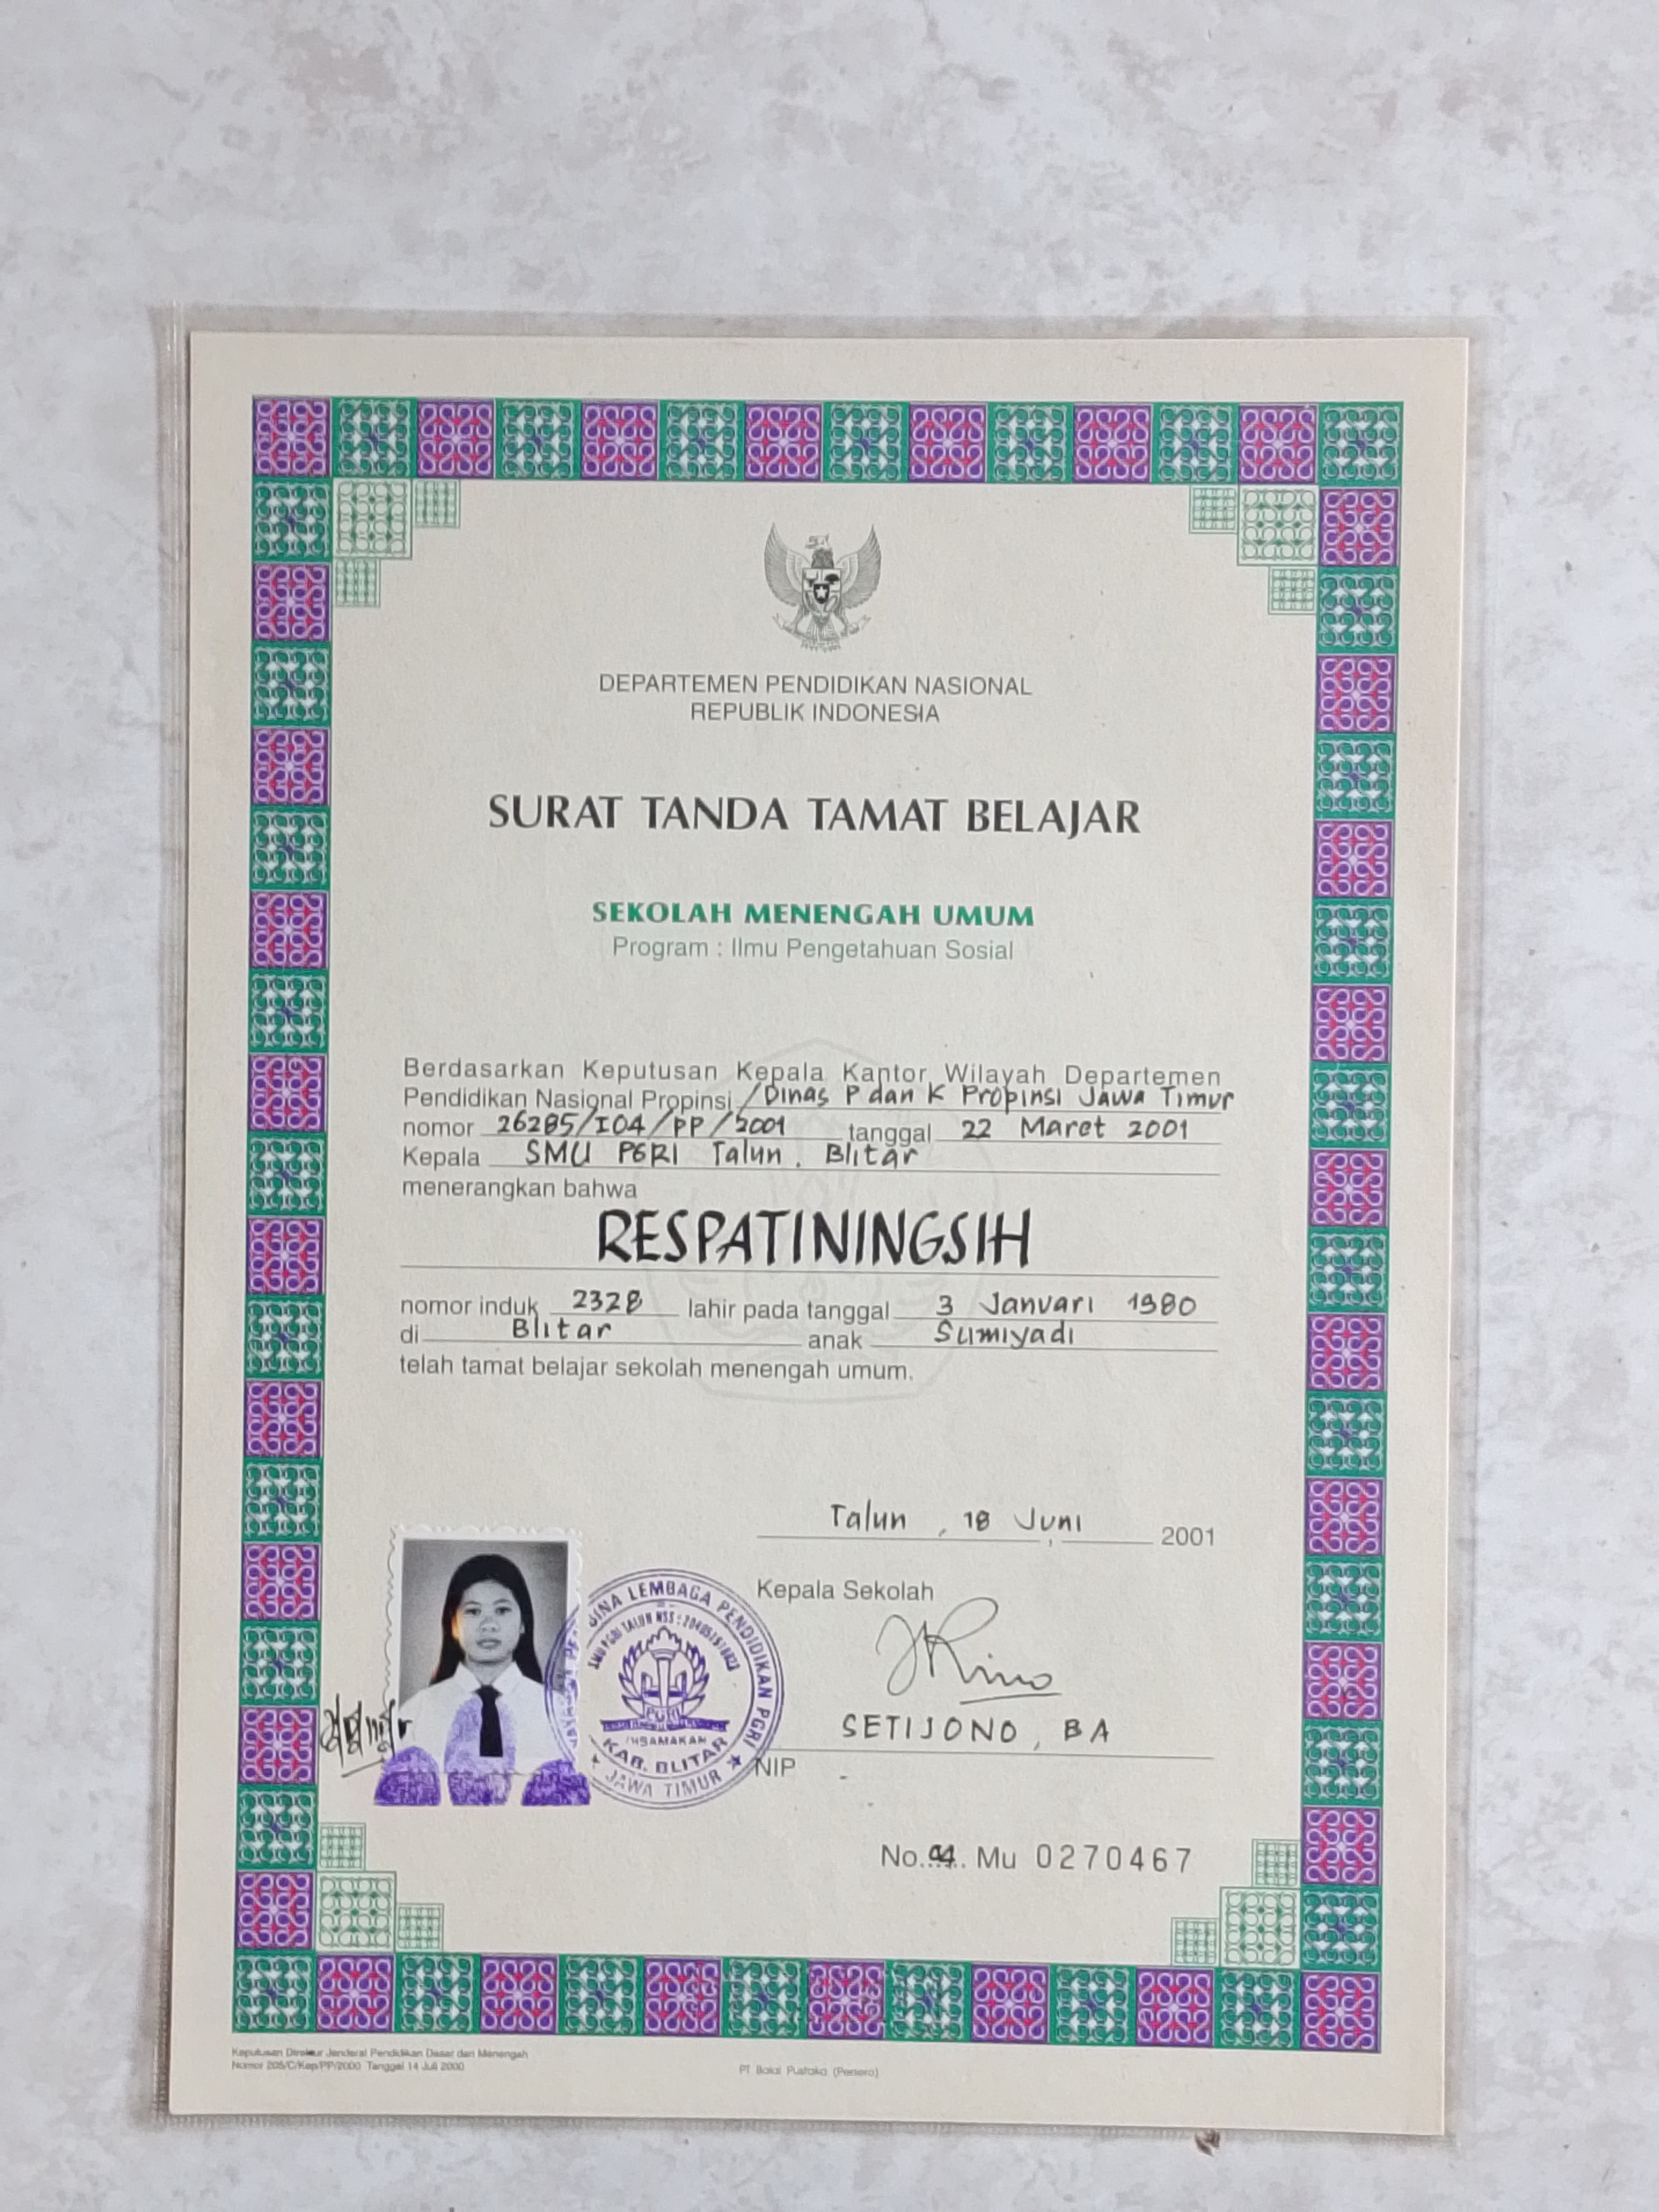 DEPARTEMEN PENDIDIKAN NASIONAL
REPUBLIK INDONESIA
SURAT TANDA TAMAT BELAJAR
SEKOLAH MENENGAH UMUM
Program : Ilmu Pengetahuan Sosial
Berdasarkan Keputusan Kepala Kantor Wilayah Departemen
Pendidikan Nasional Propinsi /Dinas P dan K Propinsi Jawa Timur
nomor 26285/I04/PP/2001 tanggal 22 Maret 2001
Kepala SMU PGRI Talun, Blitar
menerangkan bahwa
RESPATININGSIH
nomor induk 2328 lahir pada tanggal 3 Januari 1980
di Blitar anak Sumiyadi
telah tamat belajar sekolah menengah umum.
Talun, 18 Juni, 2001
Kepala Sekolah
SETIJONO, BA
NIP -
BINA LEMBAGA PENDIDIKAN PGRI
SMU PGRI TALUN NSS :
PGRI
DISAMAKAN
KAB. BLITAR
JAWA TIMUR
No. 04. Mu 0270467
Keputusan Direktur Jenderal Pendidikan Dasar dan Menengah
Nomor 205/C/Kep/PP/2000 Tanggal 14 Juli 2000
PT Balai Pustaka (Persero)